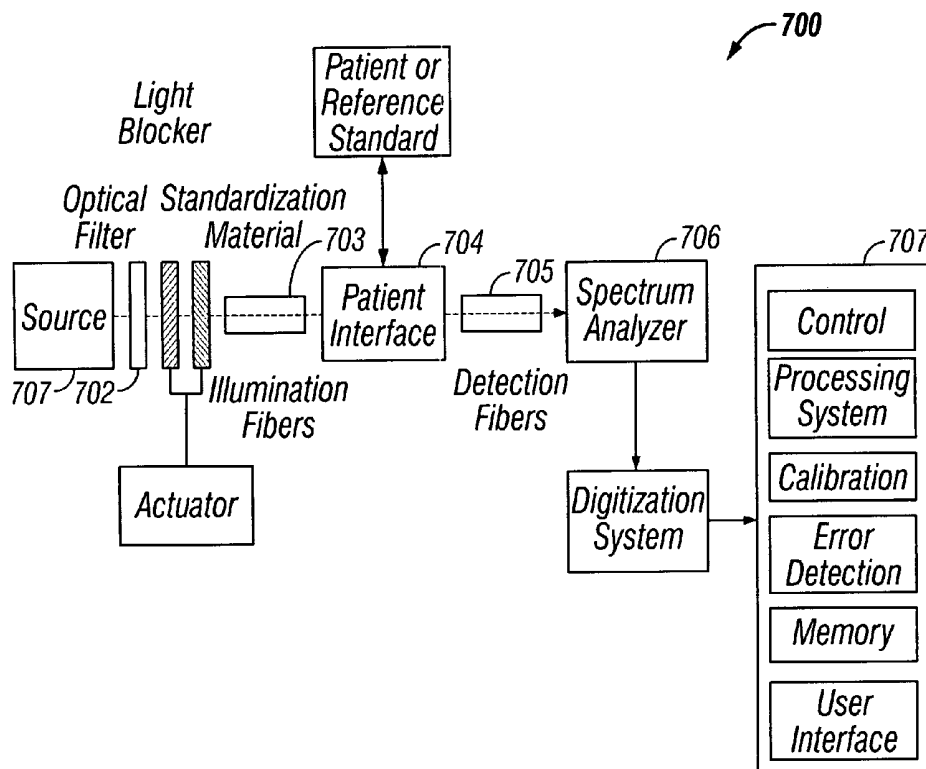 700
Patient or
Reference
Standard
Light
Blocker
Optical
Filter
Standardization
Material
703
704
705
706
707
Source
Patient
Interface
Spectrum
Analyzer
707
702
Illumination
Fibers
Detection
Fibers
Actuator
Digitization
System
Control
Processing
System
Calibration
Error
Detection
Memory
User
Interface